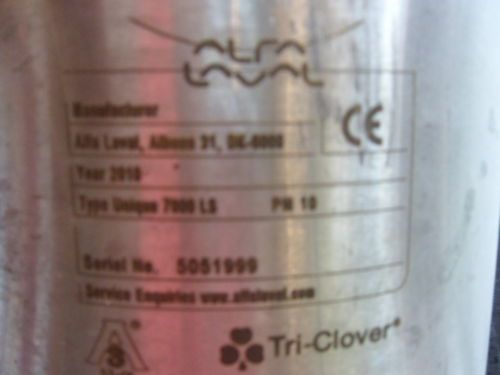 ALFA
LAVAL
Manufacturer
Alfa Laval, Albuen 31, DK-6000
CE
Year 2010
Type Unique 7000 LS PN 10
Serial No. 5051999
Service Enquiries www.alfalaval.com
Tri-Clover®